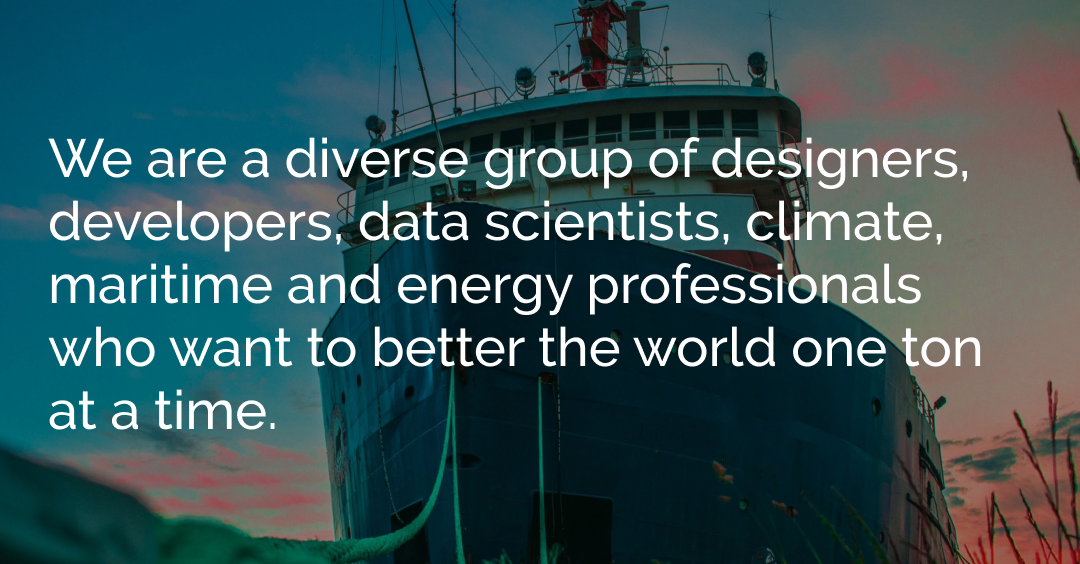 We are a diverse group of designers,
developers, data scientists, climate,
maritime and energy professionals
who want to better the world one ton
at a time.